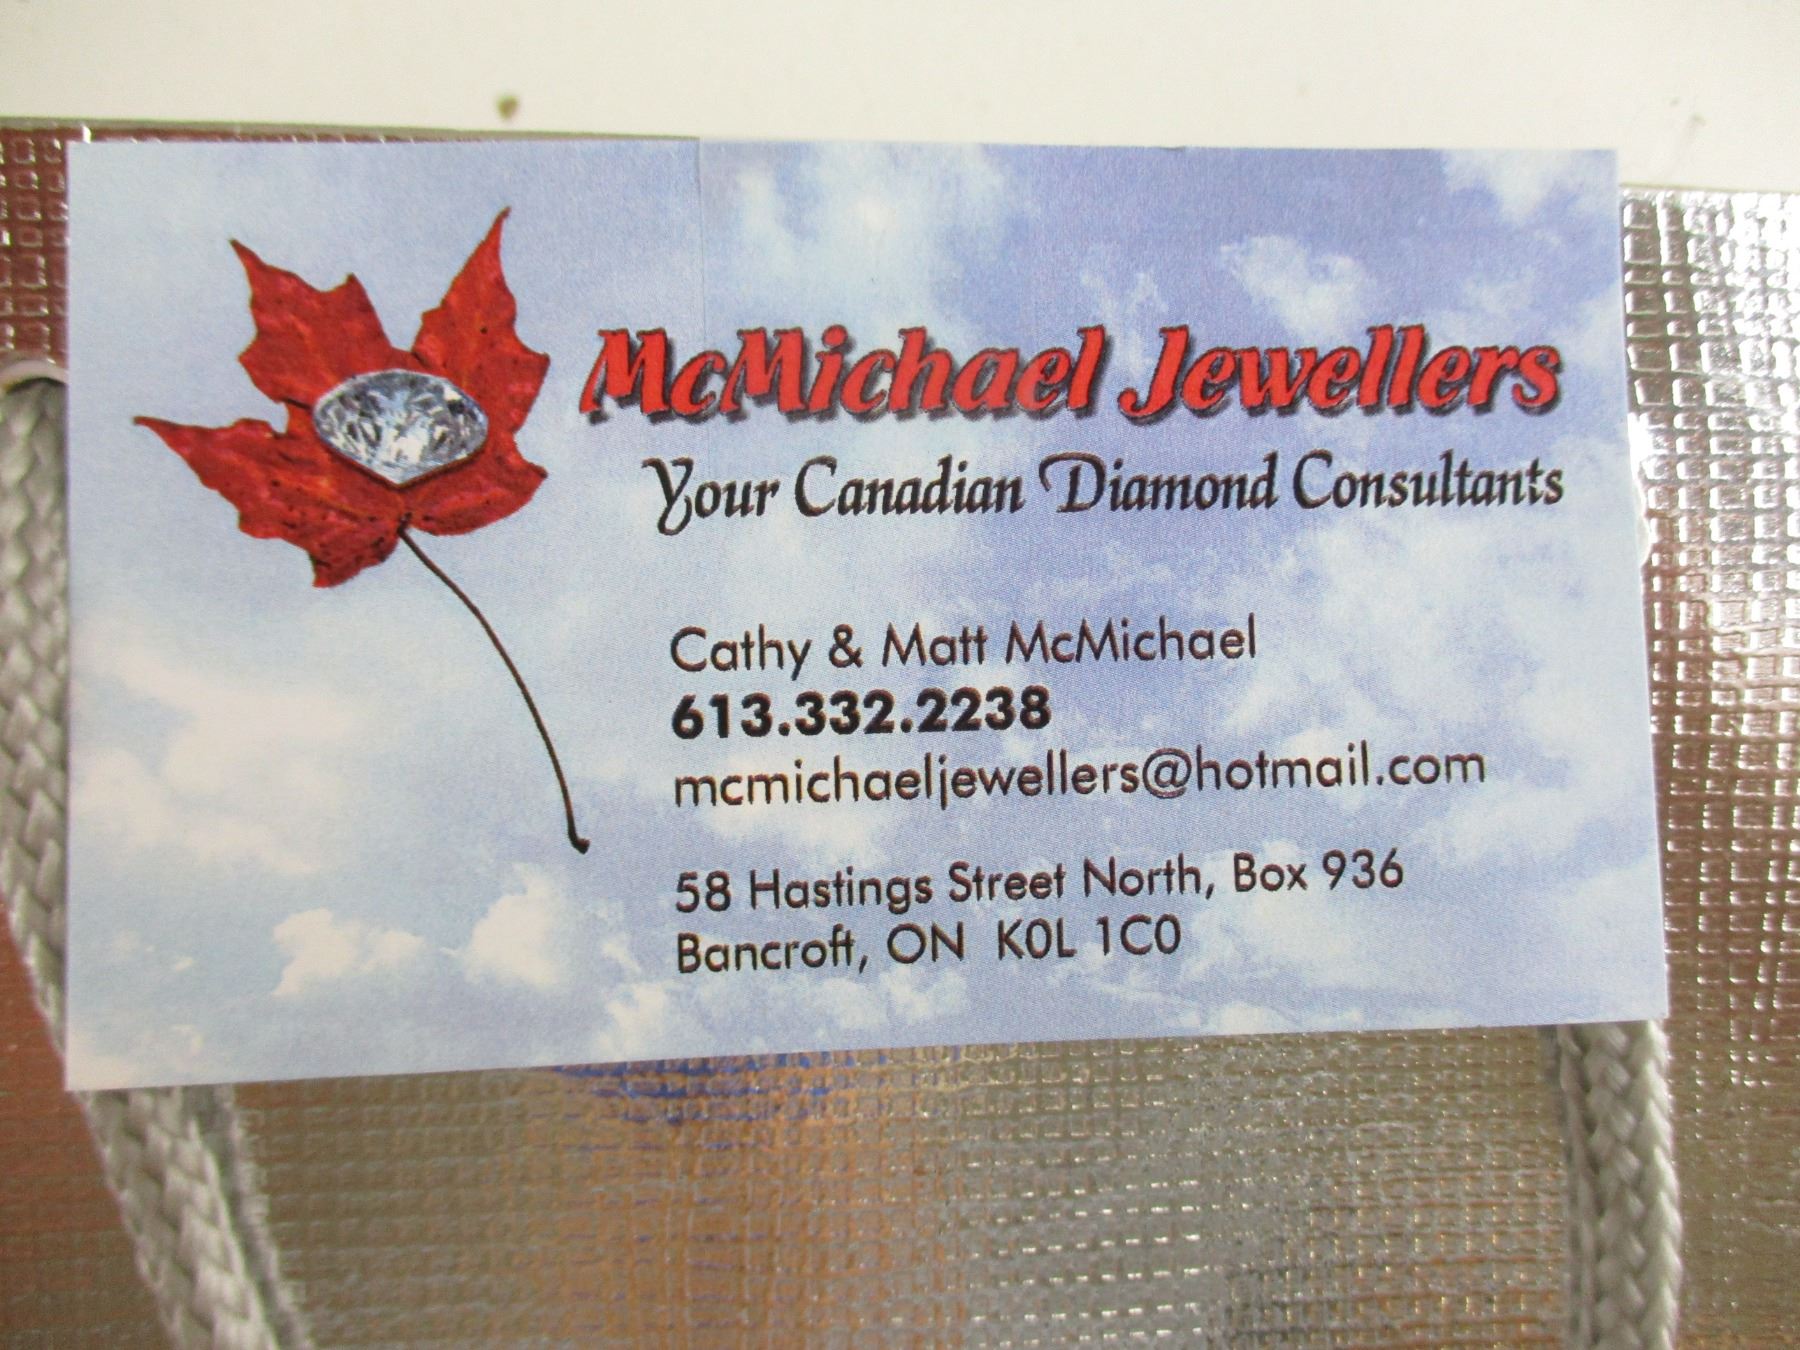 McMichael Jewellers
Your Canadian Diamond Consultants
Cathy & Matt McMichael
613.332.2238
mcmichaeljewellers@hotmail.com
58 Hastings Street North, Box 936
Bancroft, ON K0L 1C0